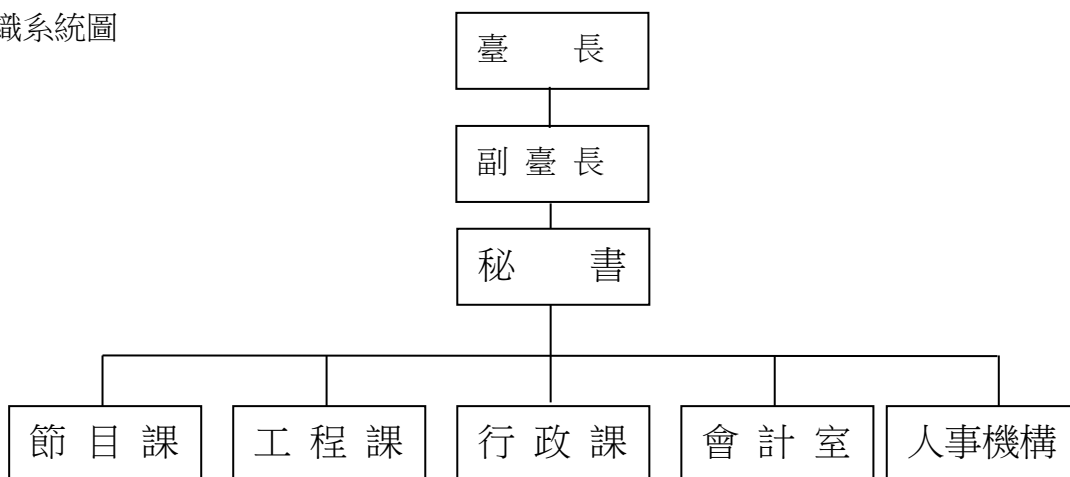 織系統圖
臺 長
副 臺 長
秘 書
節 目 課 工 程 課 行 政 課 會 計 室 人事機構